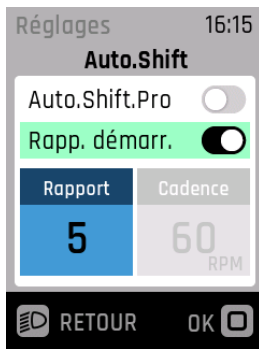 Réglages 16:15
Auto.Shift
Auto.Shift.Pro
Rapp. démarr.
Rapport Cadence
5 60
RPM
RETOUR OK